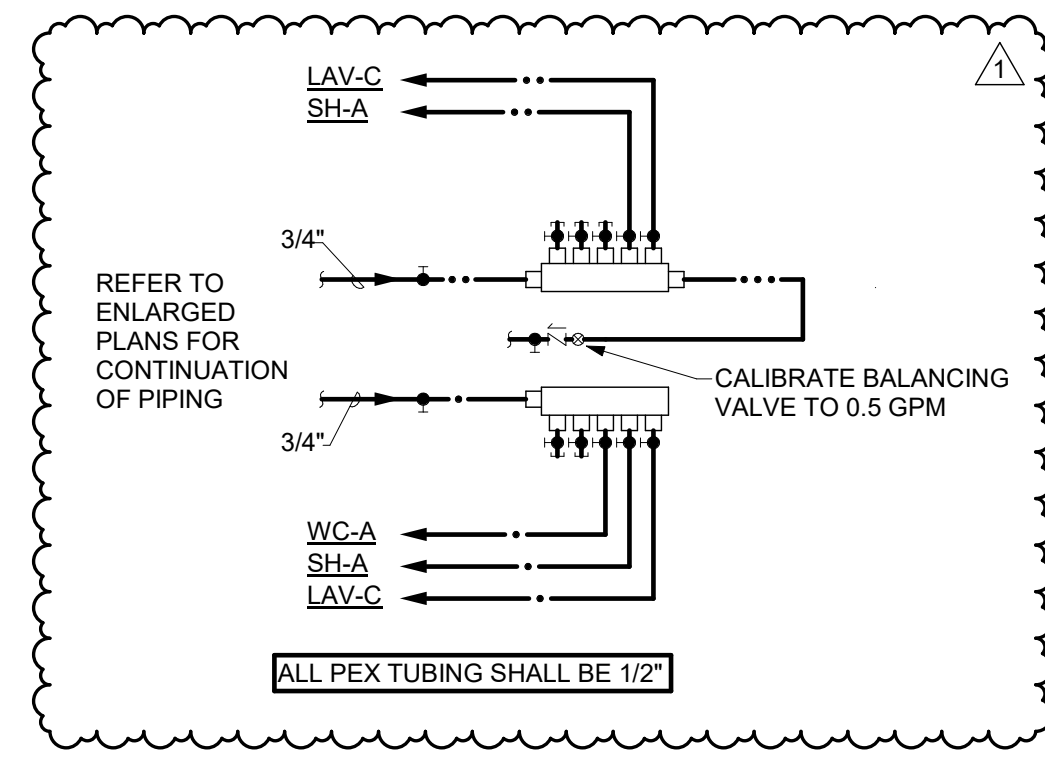 1
LAV-C
SH-A
3/4"
REFER TO
ENLARGED
PLANS FOR
CONTINUATION
OF PIPING
CALIBRATE BALANCING
VALVE TO 0.5 GPM
3/4"
WC-A
SH-A
LAV-C
ALL PEX TUBING SHALL BE 1/2"